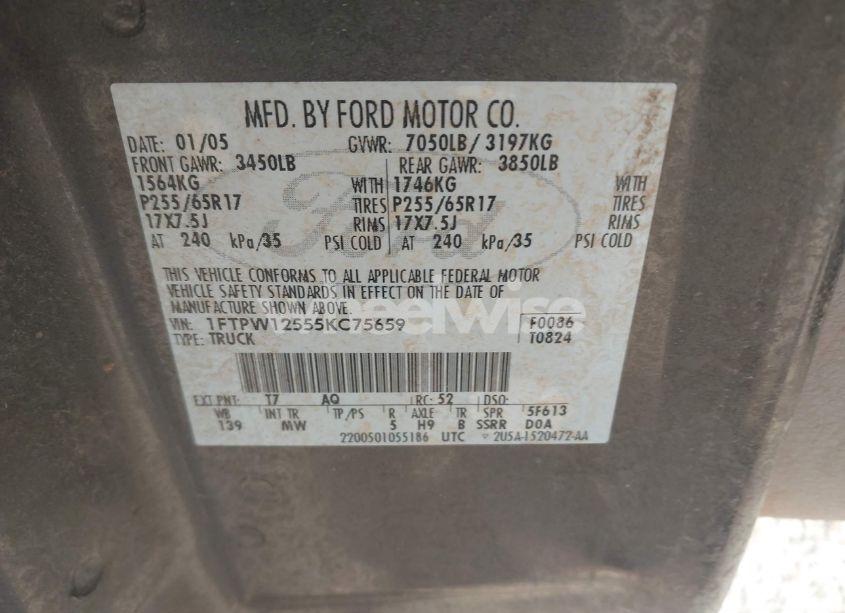 MFD. BY FORD MOTOR CO.
DATE: 01/05 GVWR: 7050LB/3197KG
FRONT GAWR: 3450LB REAR GAWR: 3850LB
1564KG WITH 1746KG WITH
P255/65R17 TIRES P255/65R17 TIRES
17X7.5J RIMS 17X7.5J RIMS
AT 240 kPa/35 PSI COLD AT 240 kPa/35 PSI COLD
Ford
THIS VEHICLE CONFORMS TO ALL APPLICABLE FEDERAL MOTOR
VEHICLE SAFETY STANDARDS IN EFFECT ON THE DATE OF
MANUFACTURE SHOWN ABOVE.
VIN: 1FTPW12555KC75659 F0086
TYPE: TRUCK T0824
EXT PNT: T7 AQ RC: 52 DSO:
WB INT TR TP/PS R AXLE TR SPR 5F613
139 MW 5 H9 B SSRR D0A
2200501055186 UTC 2U5A-1520472-AA